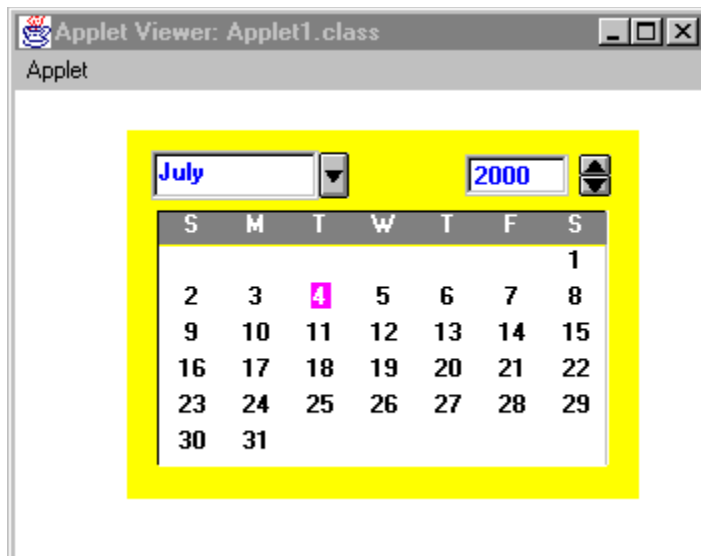 Applet Viewer: Applet1.class
Applet
July 2000
S M T W T F S
1
2 3 4 5 6 7 8
9 10 11 12 13 14 15
16 17 18 19 20 21 22
23 24 25 26 27 28 29
30 31